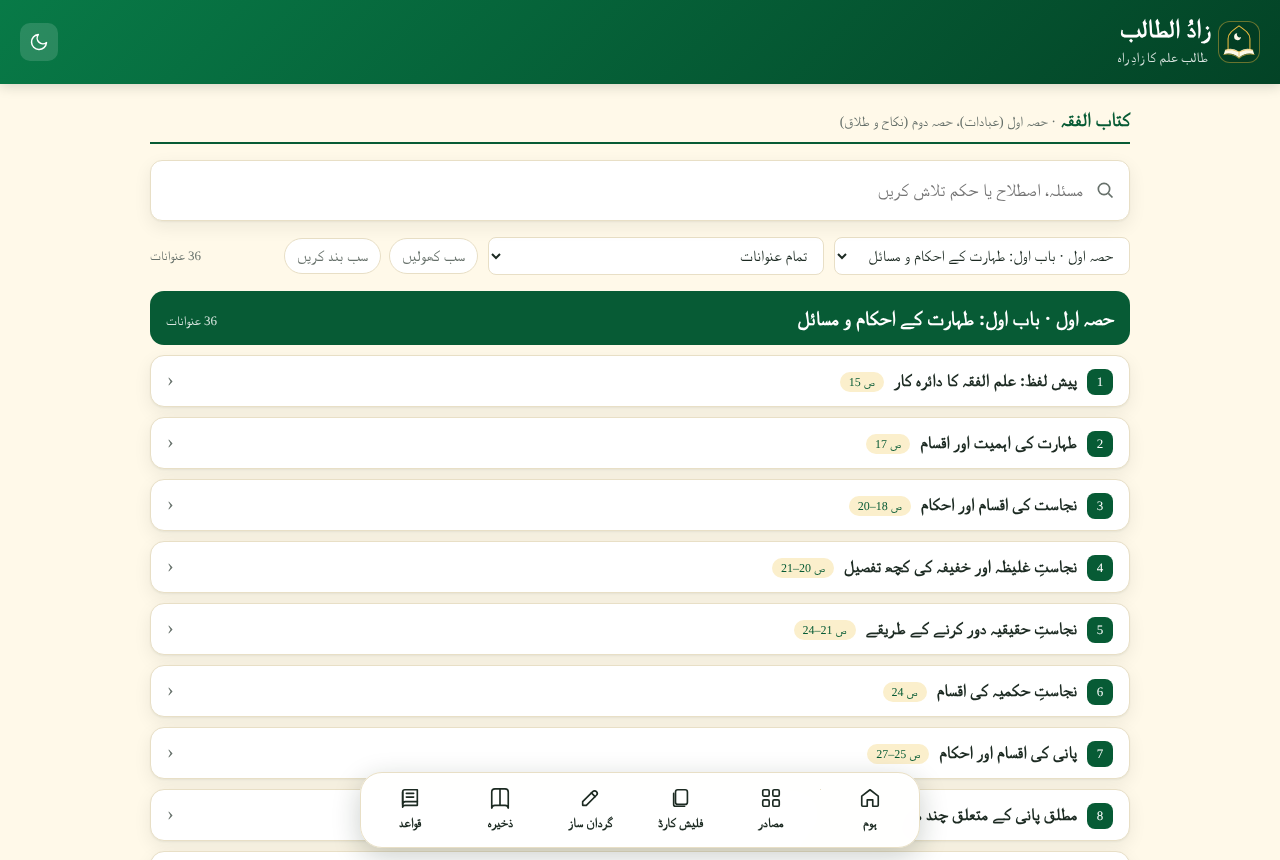 زادُ الطالب
طالب علم کا زادِ راہ
کتاب الفقہ · حصہ اول (عبادات)، حصہ دوم (نکاح و طلاق)
مسئلہ، اصطلاح یا حکم تلاش کریں
حصہ اول · باب اول: طہارت کے احکام و مسائل
تمام عنوانات
سب کھولیں
سب بند کریں
36 عنوانات
حصہ اول · باب اول: طہارت کے احکام و مسائل
36 عنوانات
1 پیش لفظ: علم الفقہ کا دائرہ کار ص 15
2 طہارت کی اہمیت اور اقسام ص 17
3 نجاست کی اقسام اور احکام ص 18–20
4 نجاستِ غلیظہ اور خفیفہ کی کچھ تفصیل ص 20–21
5 نجاستِ حقیقیہ دور کرنے کے طریقے ص 21–24
6 نجاستِ حکمیہ کی اقسام ص 24
7 پانی کی اقسام اور احکام ص 25–27
8 مطلق پانی کے متعلق چند
ہوم
مصادر
فلیش کارڈ
گردان ساز
ذخیرہ
قواعد